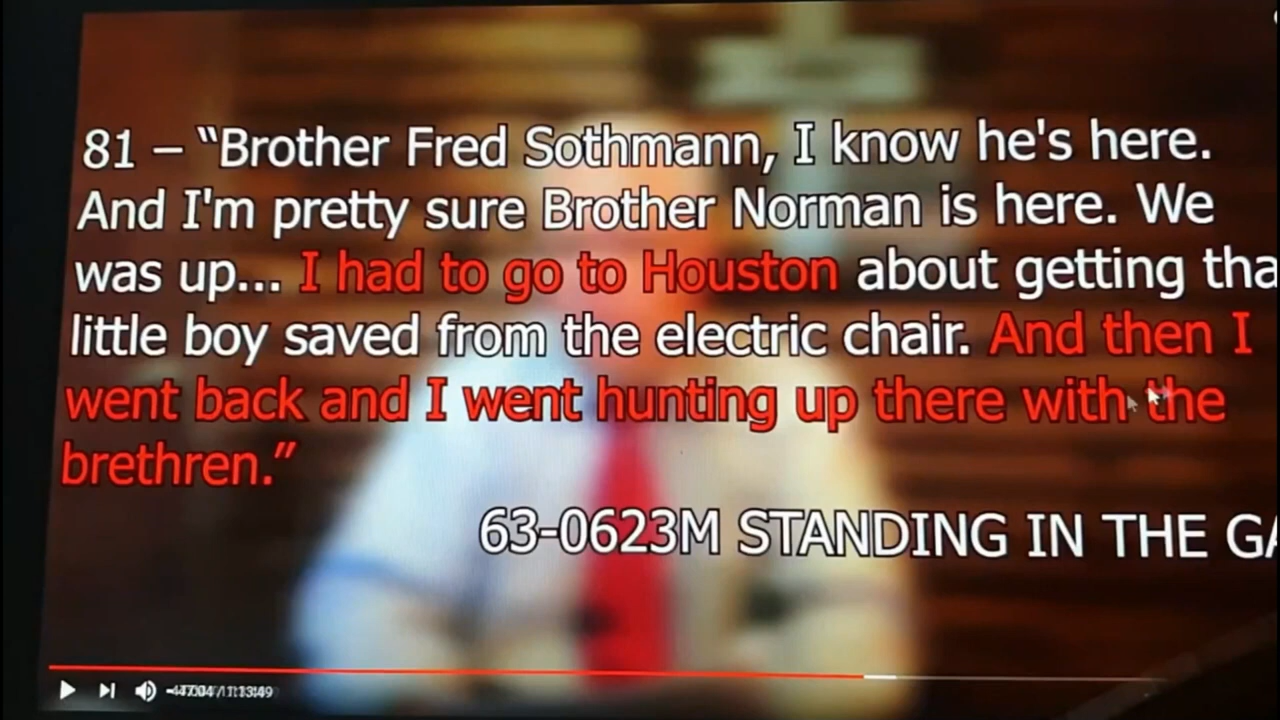 81 – “Brother Fred Sothmann, I know he's here.
And I'm pretty sure Brother Norman is here. We
was up... I had to go to Houston about getting tha
little boy saved from the electric chair. And then I
went back and I went hunting up there with the
brethren.”
63-0623M STANDING IN THE GA